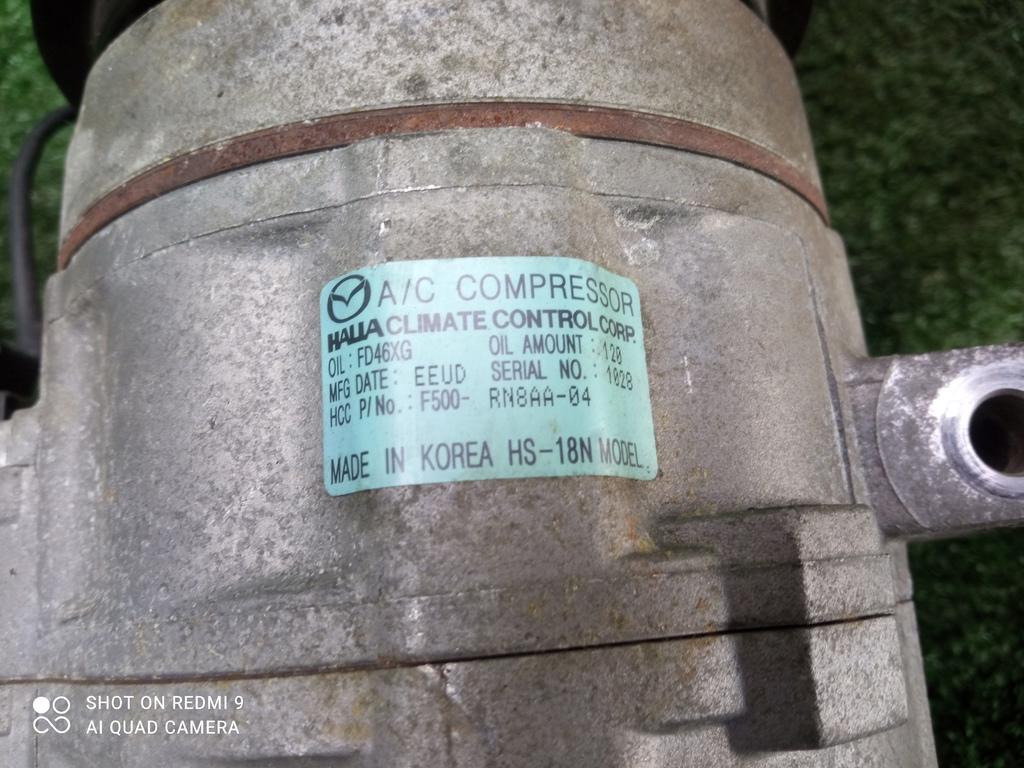 A/C COMPRESSOR
HALLA CLIMATE CONTROL CORP.
OIL : FD46XG OIL AMOUNT : 120
MFG DATE : EEUD SERIAL NO. : 1028
HCC P/No. : F500- RN8AA-04
MADE IN KOREA HS-18N MODEL
SHOT ON REDMI 9
AI QUAD CAMERA